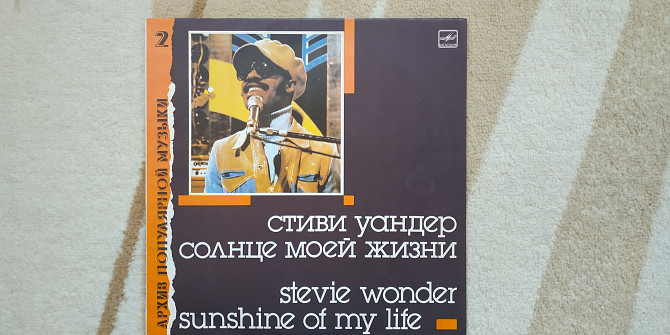 2
АРХИВ ПОПУЛЯРНОЙ МУЗЫКИ
стиви уандер
солнце моей жизни
stevie wonder
sunshine of my life